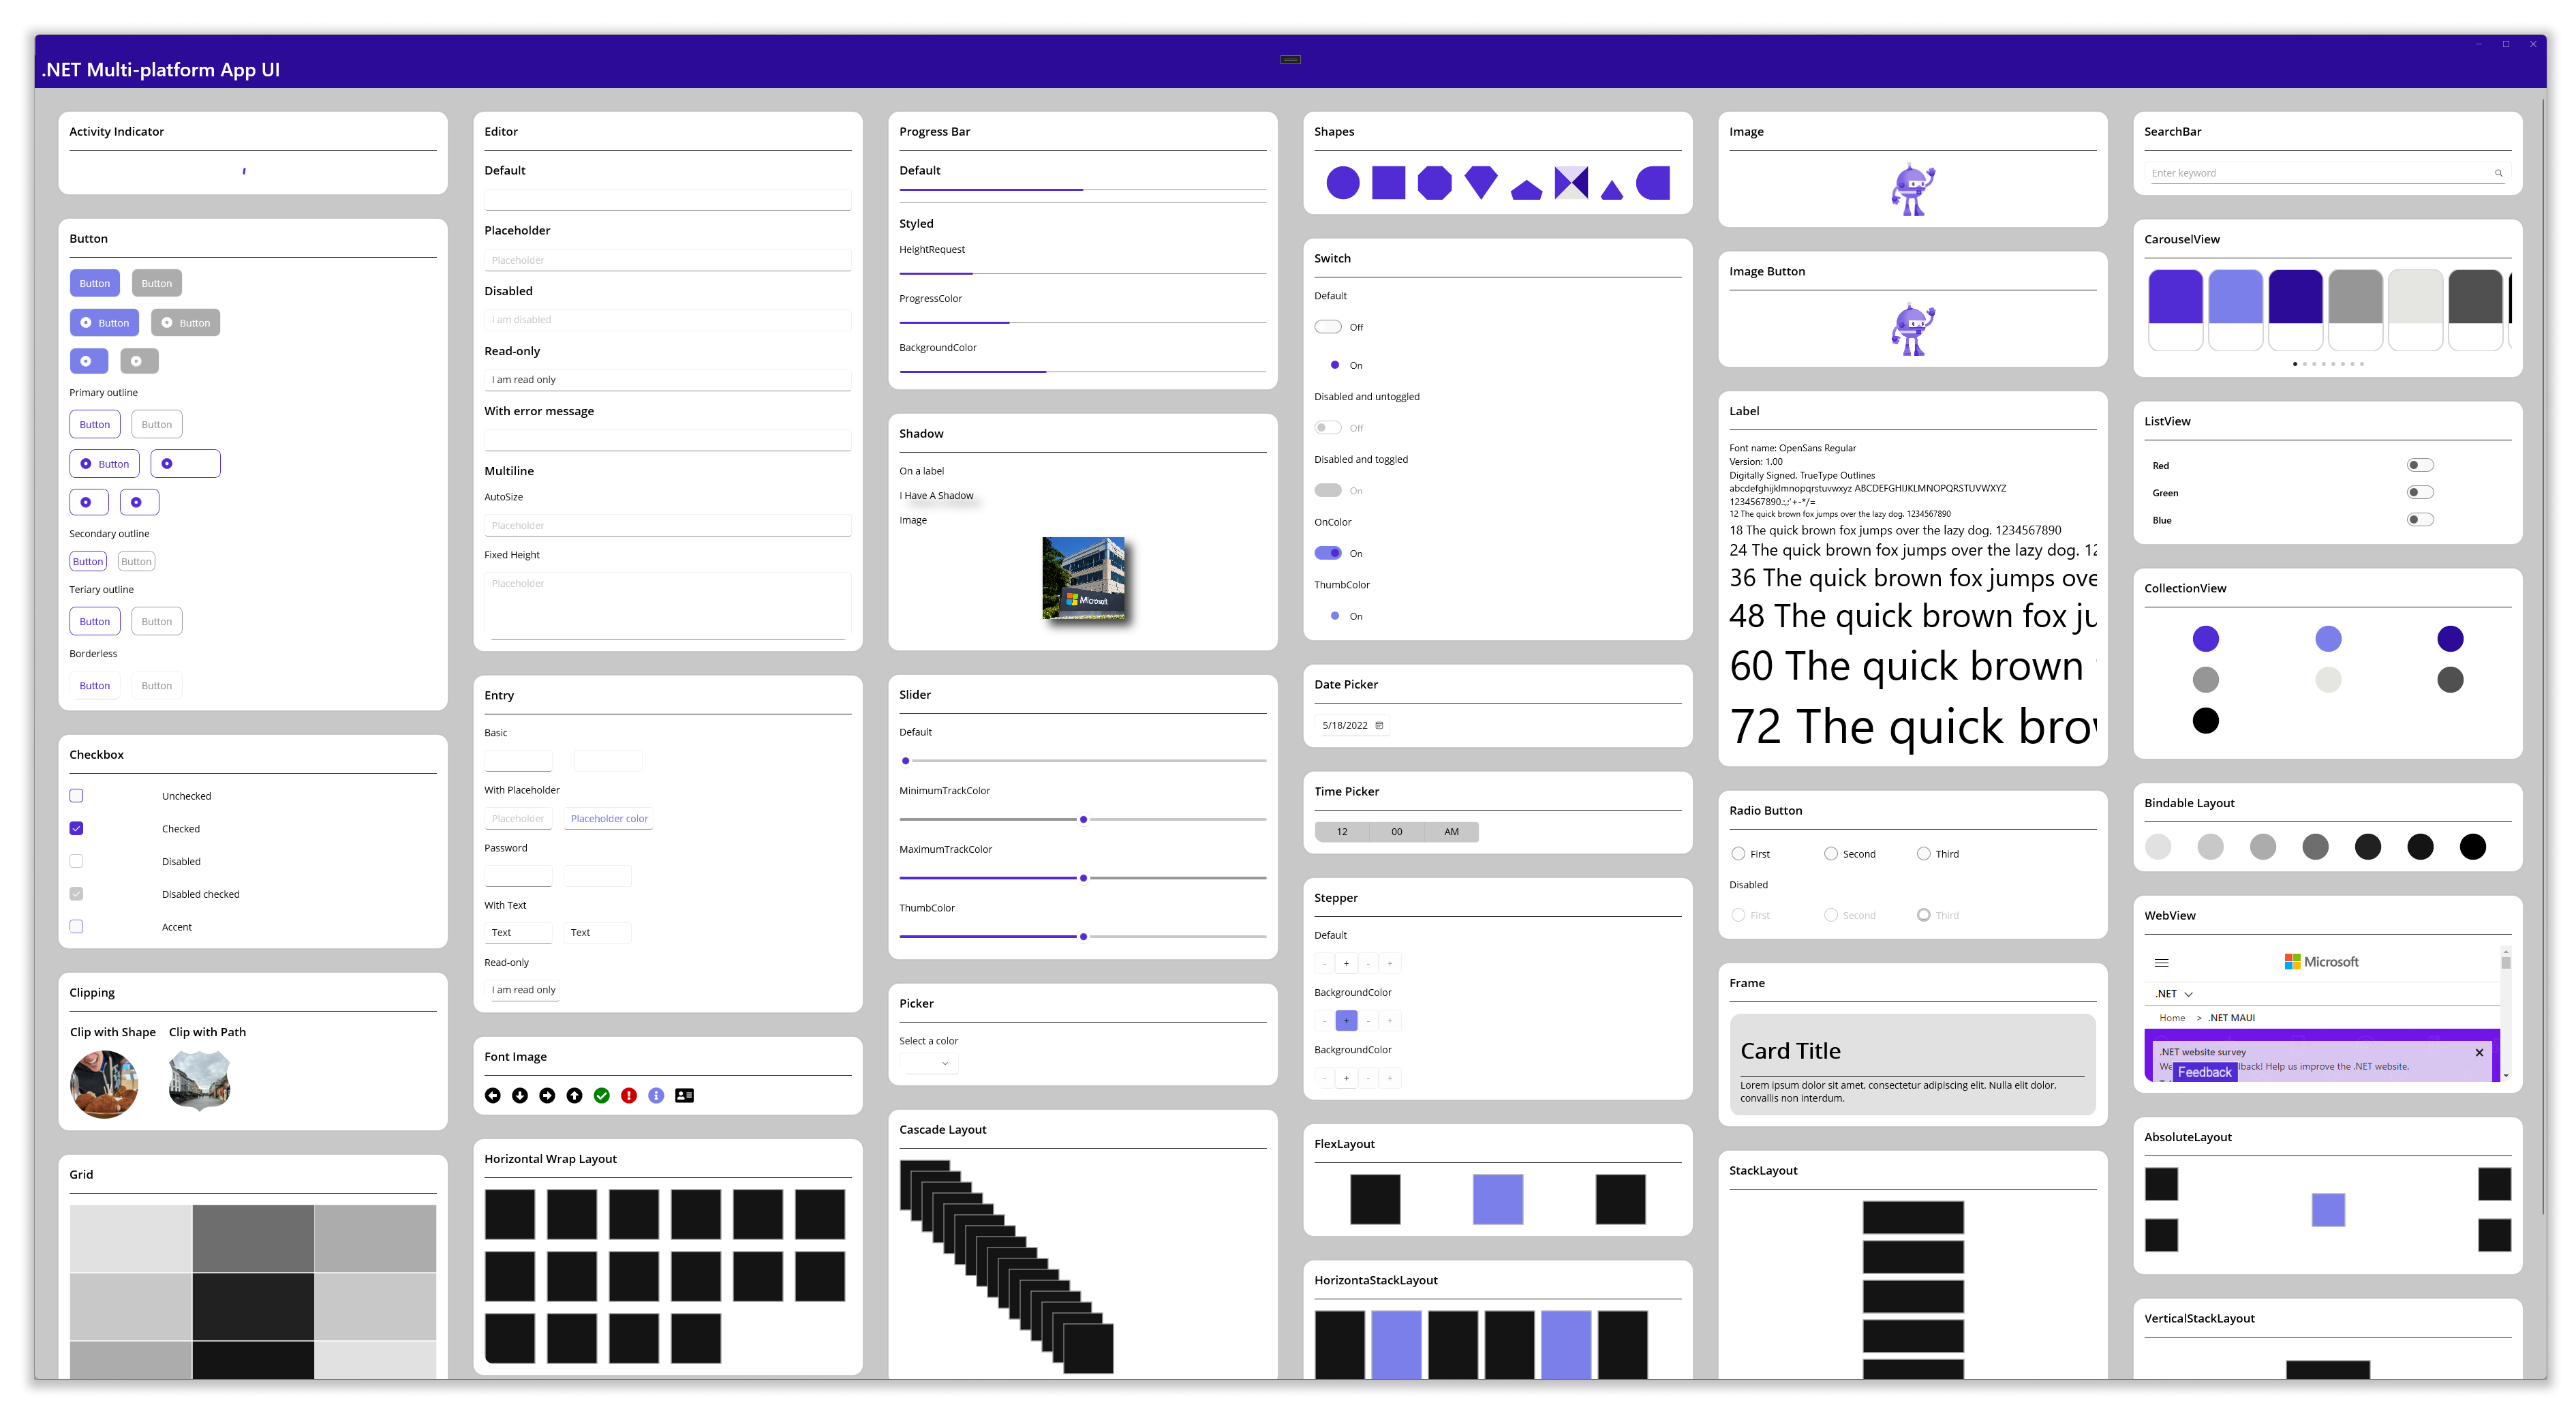 .NET Multi-platform App UI
Activity Indicator
Button
Button Button
Button Button
Primary outline
Button Button
Button
Secondary outline
Button Button
Teriary outline
Button Button
Borderless
Button Button
Checkbox
Unchecked
Checked
Disabled
Disabled checked
Accent
Clipping
Clip with Shape Clip with Path
Grid
Editor
Default
Placeholder
Placeholder
Disabled
I am disabled
Read-only
I am read only
With error message
Multiline
AutoSize
Placeholder
Fixed Height
Placeholder
Entry
Basic
With Placeholder
Placeholder Placeholder color
Password
With Text
Text Text
Read-only
I am read only
Font Image
Horizontal Wrap Layout
Progress Bar
Default
Styled
HeightRequest
ProgressColor
BackgroundColor
Shadow
On a label
I Have A Shadow
Image
Microsoft
Slider
Default
MinimumTrackColor
MaximumTrackColor
ThumbColor
Picker
Select a color
Cascade Layout
Shapes
Switch
Default
Off
On
Disabled and untoggled
Off
Disabled and toggled
On
OnColor
On
ThumbColor
On
Date Picker
5/18/2022
Time Picker
12 00 AM
Stepper
Default
- + - +
BackgroundColor
- + - +
BackgroundColor
- + - +
FlexLayout
HorizontaStackLayout
Image
Image Button
Label
Font name: OpenSans Regular
Version: 1.00
Digitally Signed, TrueType Outlines
abcdefghijklmnopqrstuvwxyz ABCDEFGHIJKLMNOPQRSTUVWXYZ
1234567890.:,;'+-*/=
12 The quick brown fox jumps over the lazy dog. 1234567890
18 The quick brown fox jumps over the lazy dog. 1234567890
24 The quick brown fox jumps over the lazy dog. 12
36 The quick brown fox jumps ove
48 The quick brown fox ju
60 The quick brown
72 The quick brow
Radio Button
First Second Third
Disabled
First Second Third
Frame
Card Title
Lorem ipsum dolor sit amet, consectetur adipiscing elit. Nulla elit dolor,
convallis non interdum.
StackLayout
SearchBar
Enter keyword
CarouselView
ListView
Red
Green
Blue
CollectionView
Bindable Layout
WebView
Microsoft
.NET
Home > .NET MAUI
.NET website survey
We lback! Help us improve the .NET website.
Feedback
AbsoluteLayout
VerticalStackLayout